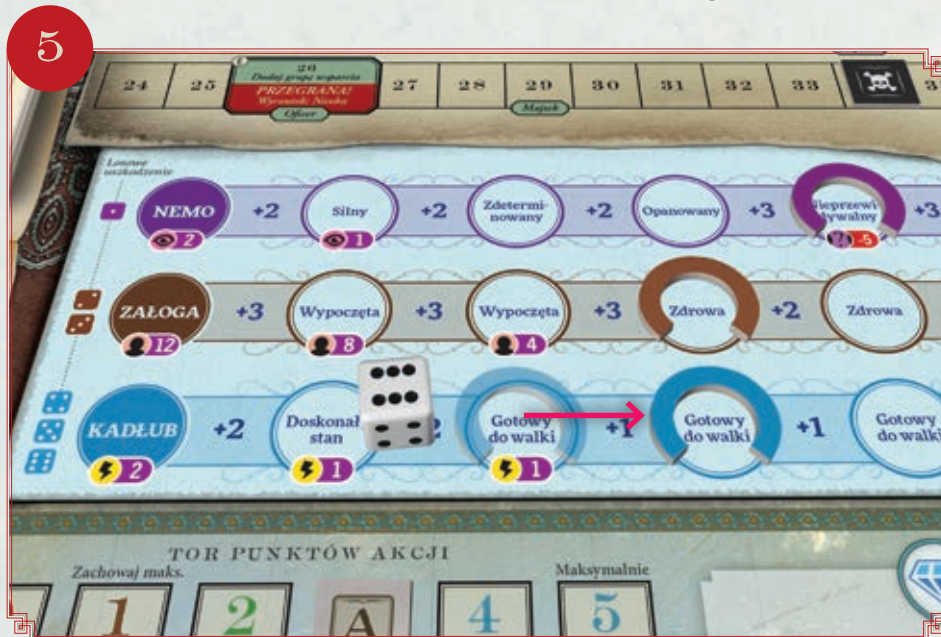 5
24 25 26 27 28 29 30 31 32 33
Dodaj grupę wsparcia
PRZEGRANA!
Wyrzutek: Nauka
Oficer
Majtek
Losowe
uszkodzenie
NEMO +2 Silny +2 Zdetermi-
nowany +2 Opanowany +3 +3
2 1 -5
ZAŁOGA +3 Wypoczęta +3 Wypoczęta +3 Zdrowa +2 Zdrowa
12 8 4
KADŁUB +2 Doskonał
stan Gotowy
do walki +1 Gotowy
do walki +1 Gotowy
do walki
2 1 1
TOR PUNKTÓW AKCJI
Zachowaj maks. Maksymalnie
1 2 A 4 5